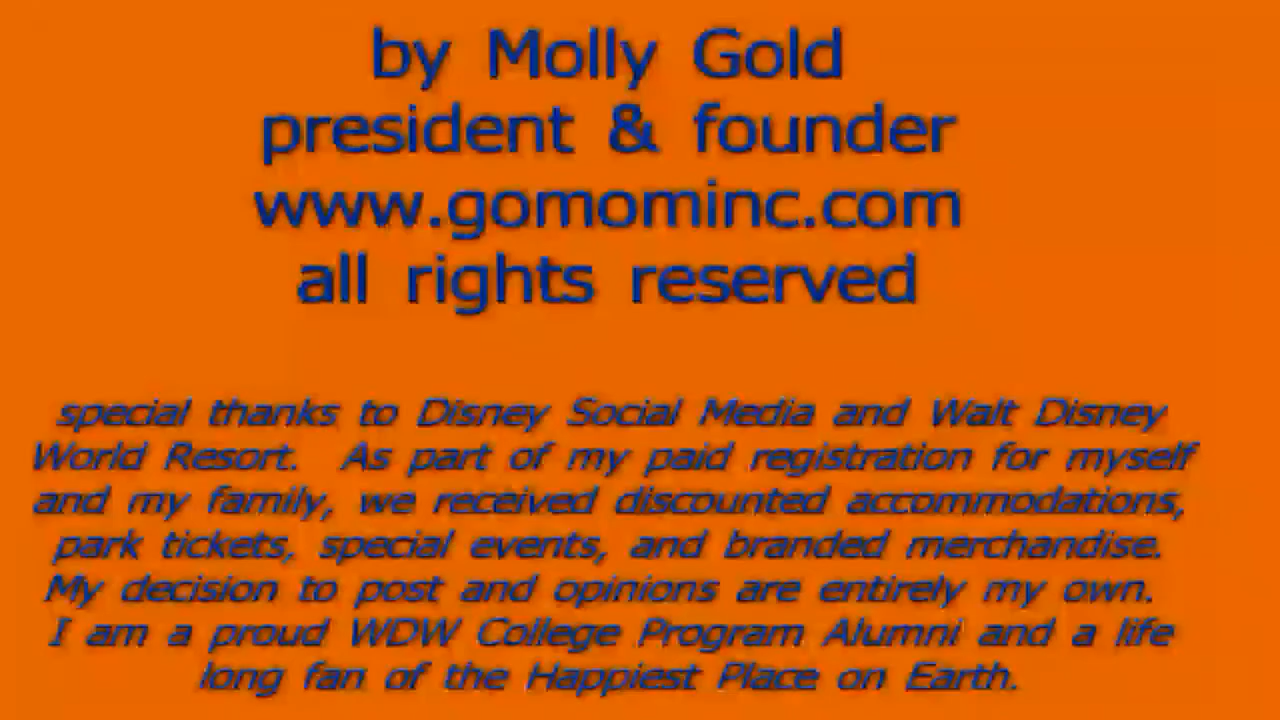 by Molly Gold
president & founder
www.gomominc.com
all rights reserved
special thanks to Disney Social Media and Walt Disney
World Resort. As part of my paid registration for myself
and my family, we received discounted accommodations,
park tickets, special events, and branded merchandise.
My decision to post and opinions are entirely my own.
I am a proud WDW College Program Alumni and a life
long fan of the Happiest Place on Earth.